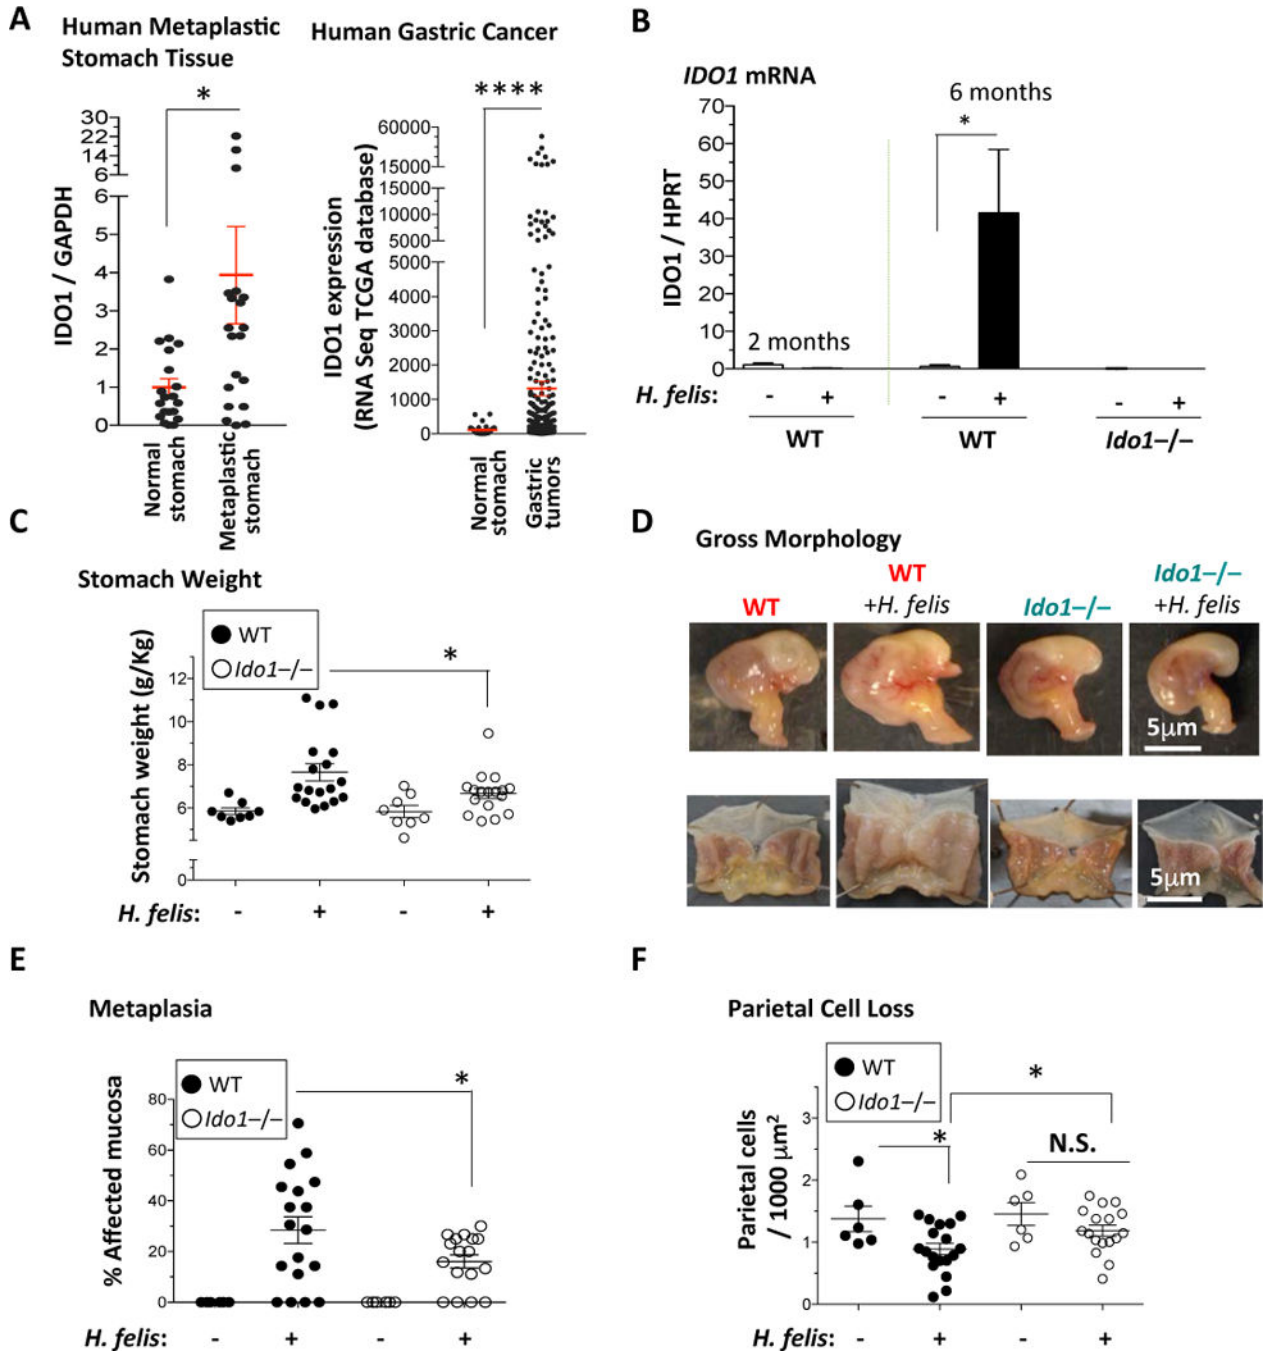 A
Human Metaplastic
Stomach Tissue
*
IDO1 / GAPDH
30
22
14
6
6
5
4
3
2
1
0
Normal
stomach
Metaplastic
stomach
Human Gastric Cancer
****
IDO1 expression
(RNA Seq TCGA database)
60000
15000
15000
10000
5000
5000
4000
3000
2000
1000
0
Normal
stomach
Gastric
tumors
B
IDO1 mRNA
6 months
*
IDO1 / HPRT
70
60
50
40
30
20
10
0
2 months
H. felis: - + - + - +
WT WT Ido1–/–
C
Stomach Weight
WT
Ido1–/–
*
Stomach weight (g/Kg)
12
10
8
6
0
H. felis: - + - +
D
Gross Morphology
WT
WT
+H. felis
Ido1–/–
Ido1–/–
+H. felis
5μm
5μm
E
Metaplasia
WT
Ido1–/–
*
% Affected mucosa
80
60
40
20
0
H. felis: - + - +
F
Parietal Cell Loss
WT
Ido1–/–
*
*
N.S.
Parietal cells
/ 1000 μm²
3
2
1
0
H. felis: - + - +